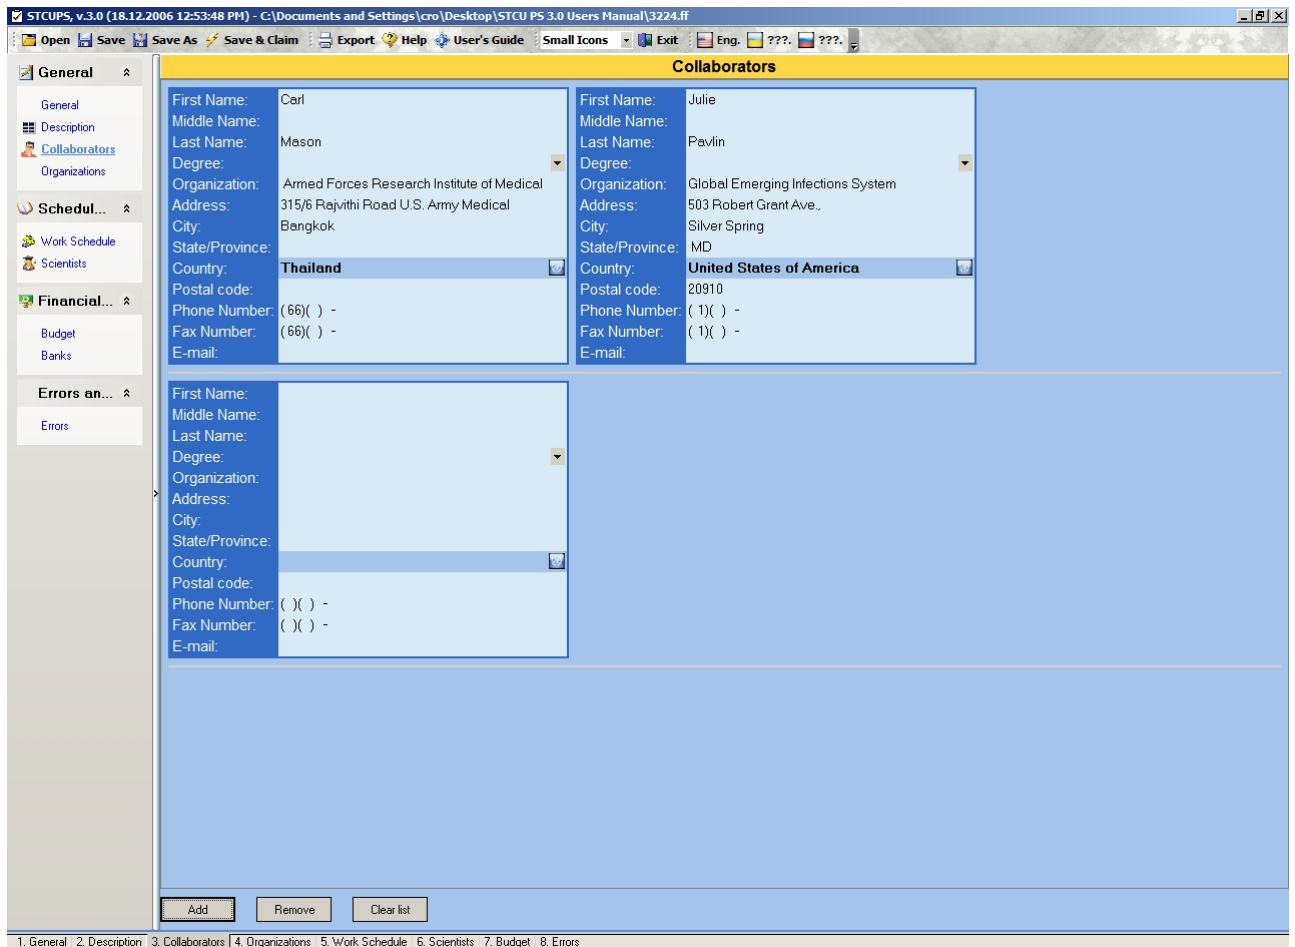 STCUPS, v.3.0 (18.12.2006 12:53:48 PM) - C:\Documents and Settings\cro\Desktop\STCU PS 3.0 Users Manual\3224.ff
Open Save Save As Save & Claim Export Help User's Guide Small Icons Exit Eng. ???. ???.
General
General
Description
Collaborators
Organizations
Schedul...
Work Schedule
Scientists
Financial...
Budget
Banks
Errors an...
Errors
Collaborators
First Name: Carl
Middle Name:
Last Name: Mason
Degree:
Organization: Armed Forces Research Institute of Medical
Address: 315/6 Rajvithi Road U.S. Army Medical
City: Bangkok
State/Province:
Country: Thailand
Postal code:
Phone Number: (66)( ) -
Fax Number: (66)( ) -
E-mail:
First Name: Julie
Middle Name:
Last Name: Pavlin
Degree:
Organization: Global Emerging Infections System
Address: 503 Robert Grant Ave.,
City: Silver Spring
State/Province: MD
Country: United States of America
Postal code: 20910
Phone Number: ( 1)( ) -
Fax Number: ( 1)( ) -
E-mail:
First Name:
Middle Name:
Last Name:
Degree:
Organization:
Address:
City:
State/Province:
Country:
Postal code:
Phone Number: ( )( ) -
Fax Number: ( )( ) -
E-mail:
Add Remove Clear list
1. General 2. Description 3. Collaborators 4. Organizations 5. Work Schedule 6. Scientists 7. Budget 8. Errors